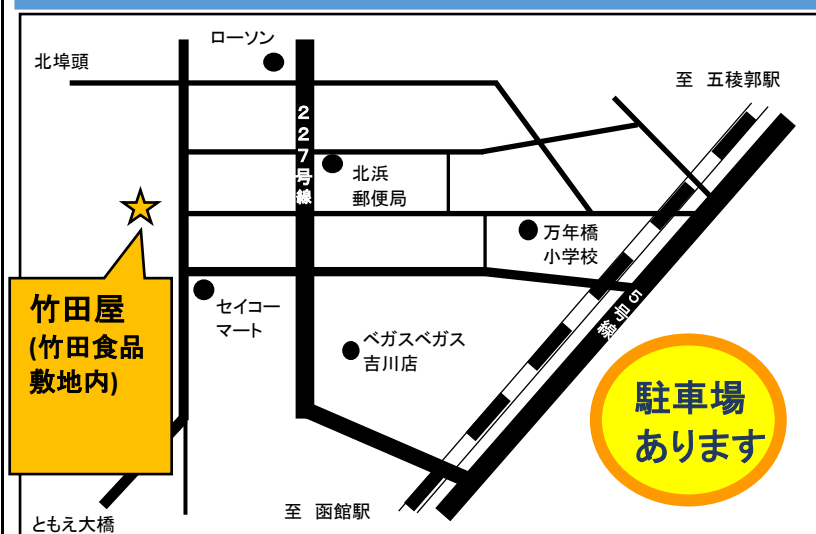 ローソン
北埠頭
至 五稜郭駅
227号線
北浜
郵便局
万年橋
小学校
竹田屋
(竹田食品
敷地内)
セイコー
マート
5号線
ベガスベガス
吉川店
駐車場
あります
至 函館駅
ともえ大橋